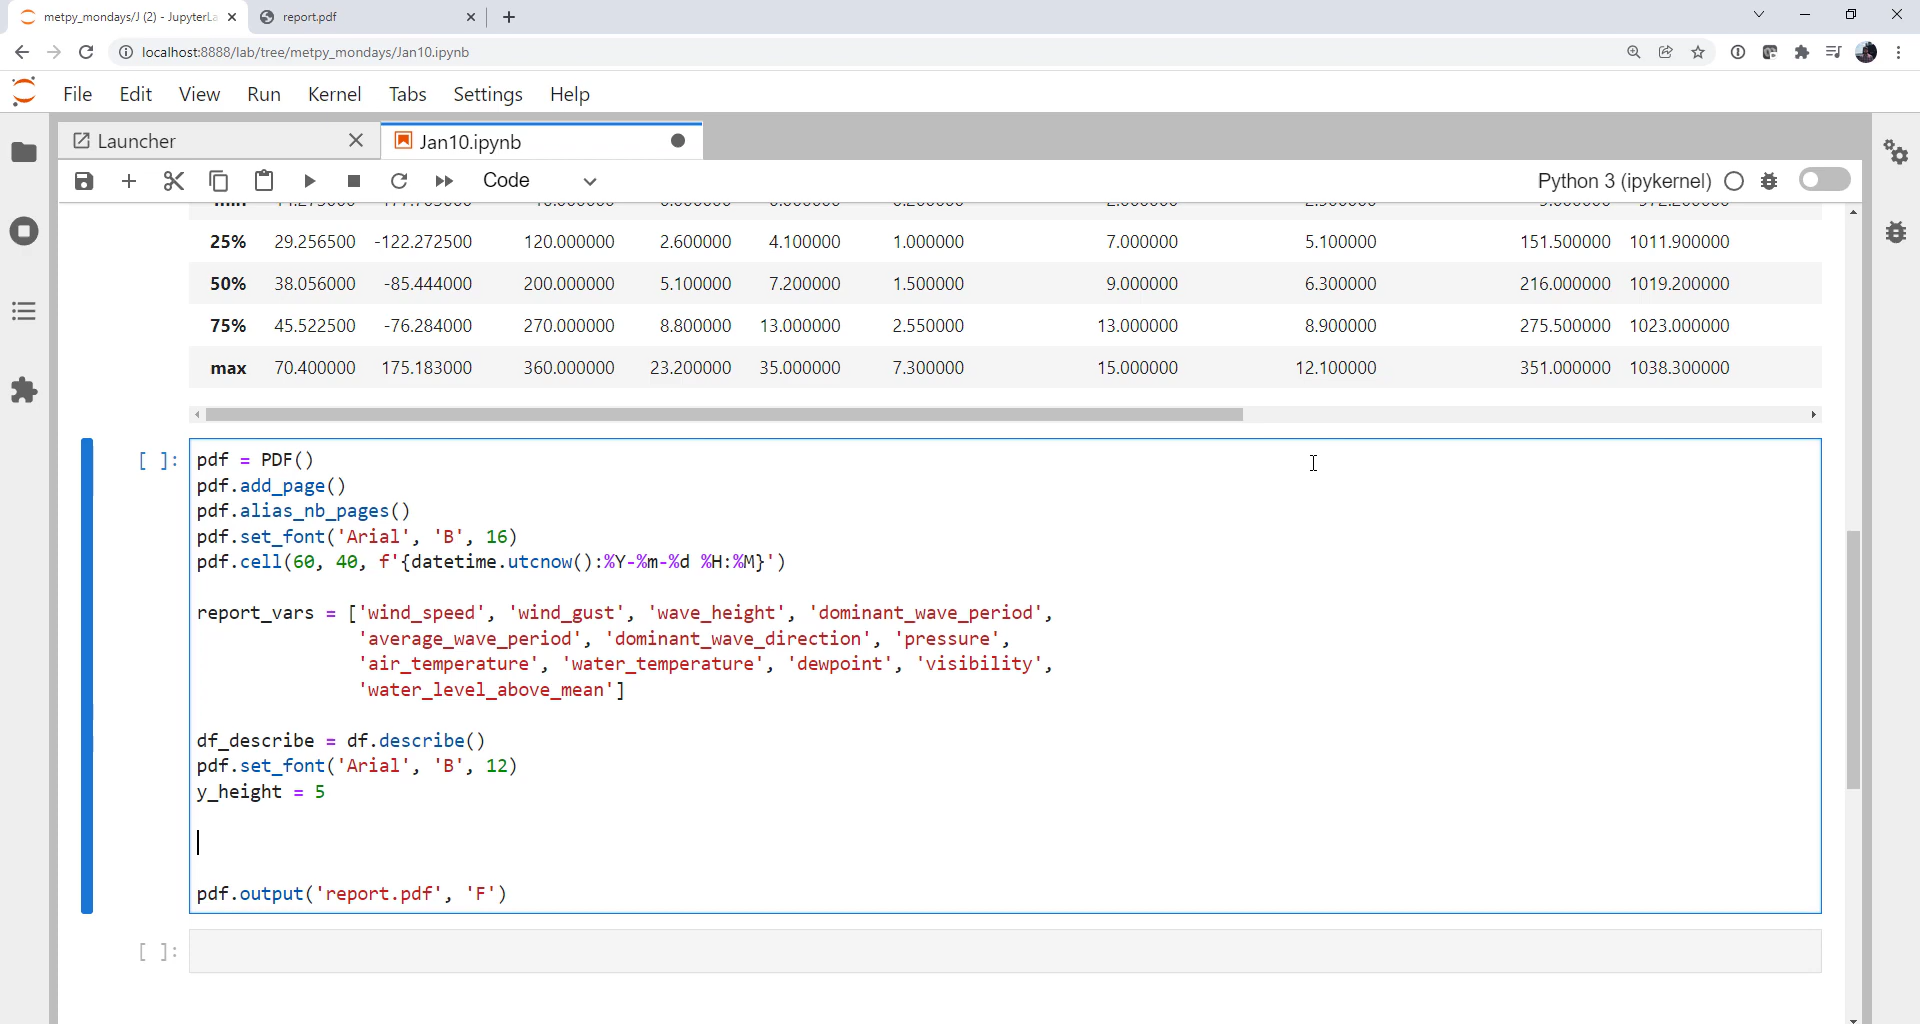 metpy_mondays/J (2) - JupyterLa
report.pdf
localhost:8888/lab/tree/metpy_mondays/Jan10.ipynb
File Edit View Run Kernel Tabs Settings Help
Launcher
Jan10.ipynb
Code
Python 3 (ipykernel)
25% 29.256500 -122.272500 120.000000 2.600000 4.100000 1.000000 7.000000 5.100000 151.500000 1011.900000
50% 38.056000 -85.444000 200.000000 5.100000 7.200000 1.500000 9.000000 6.300000 216.000000 1019.200000
75% 45.522500 -76.284000 270.000000 8.800000 13.000000 2.550000 13.000000 8.900000 275.500000 1023.000000
max 70.400000 175.183000 360.000000 23.200000 35.000000 7.300000 15.000000 12.100000 351.000000 1038.300000
[ ]: pdf = PDF()
pdf.add_page()
pdf.alias_nb_pages()
pdf.set_font('Arial', 'B', 16)
pdf.cell(60, 40, f'{datetime.utcnow():%Y-%m-%d %H:%M}')
report_vars = ['wind_speed', 'wind_gust', 'wave_height', 'dominant_wave_period',
'average_wave_period', 'dominant_wave_direction', 'pressure',
'air_temperature', 'water_temperature', 'dewpoint', 'visibility',
'water_level_above_mean']
df_describe = df.describe()
pdf.set_font('Arial', 'B', 12)
y_height = 5
pdf.output('report.pdf', 'F')
[ ]: